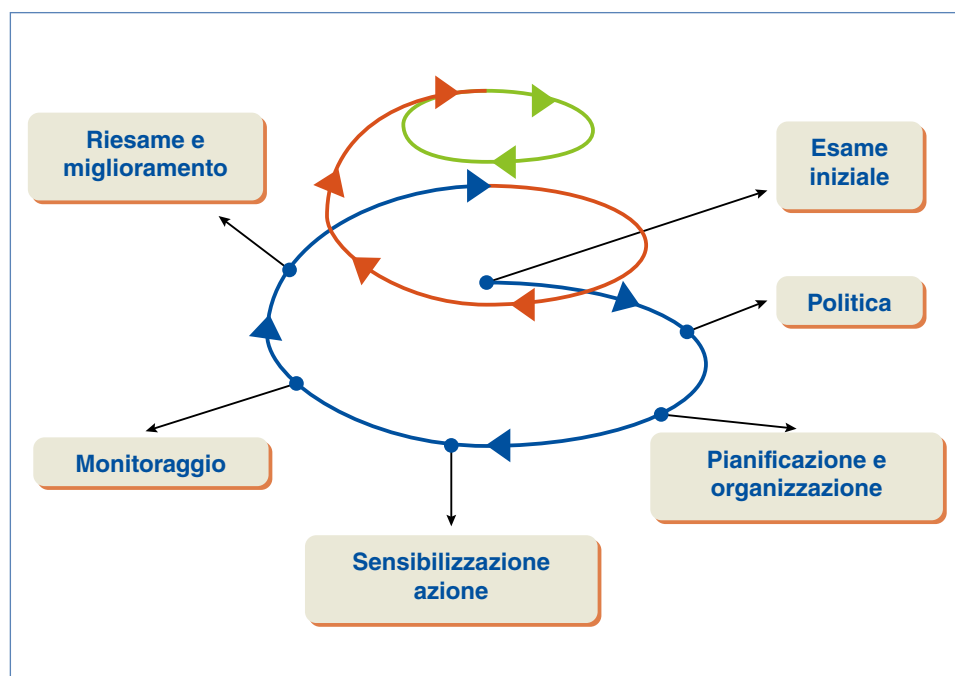 Riesame e
miglioramento
Esame
iniziale
Politica
Monitoraggio
Pianificazione e
organizzazione
Sensibilizzazione
azione